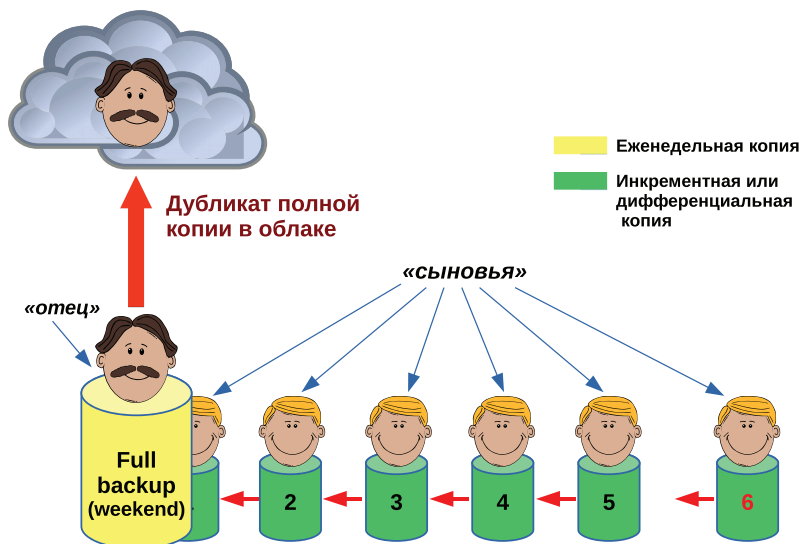 Еженедельная копия
Инкрементная или
дифференциальная
копия
Дубликат полной
копии в облаке
«сыновья»
«отец»
Full
backup
(weekend)
2
3
4
5
6